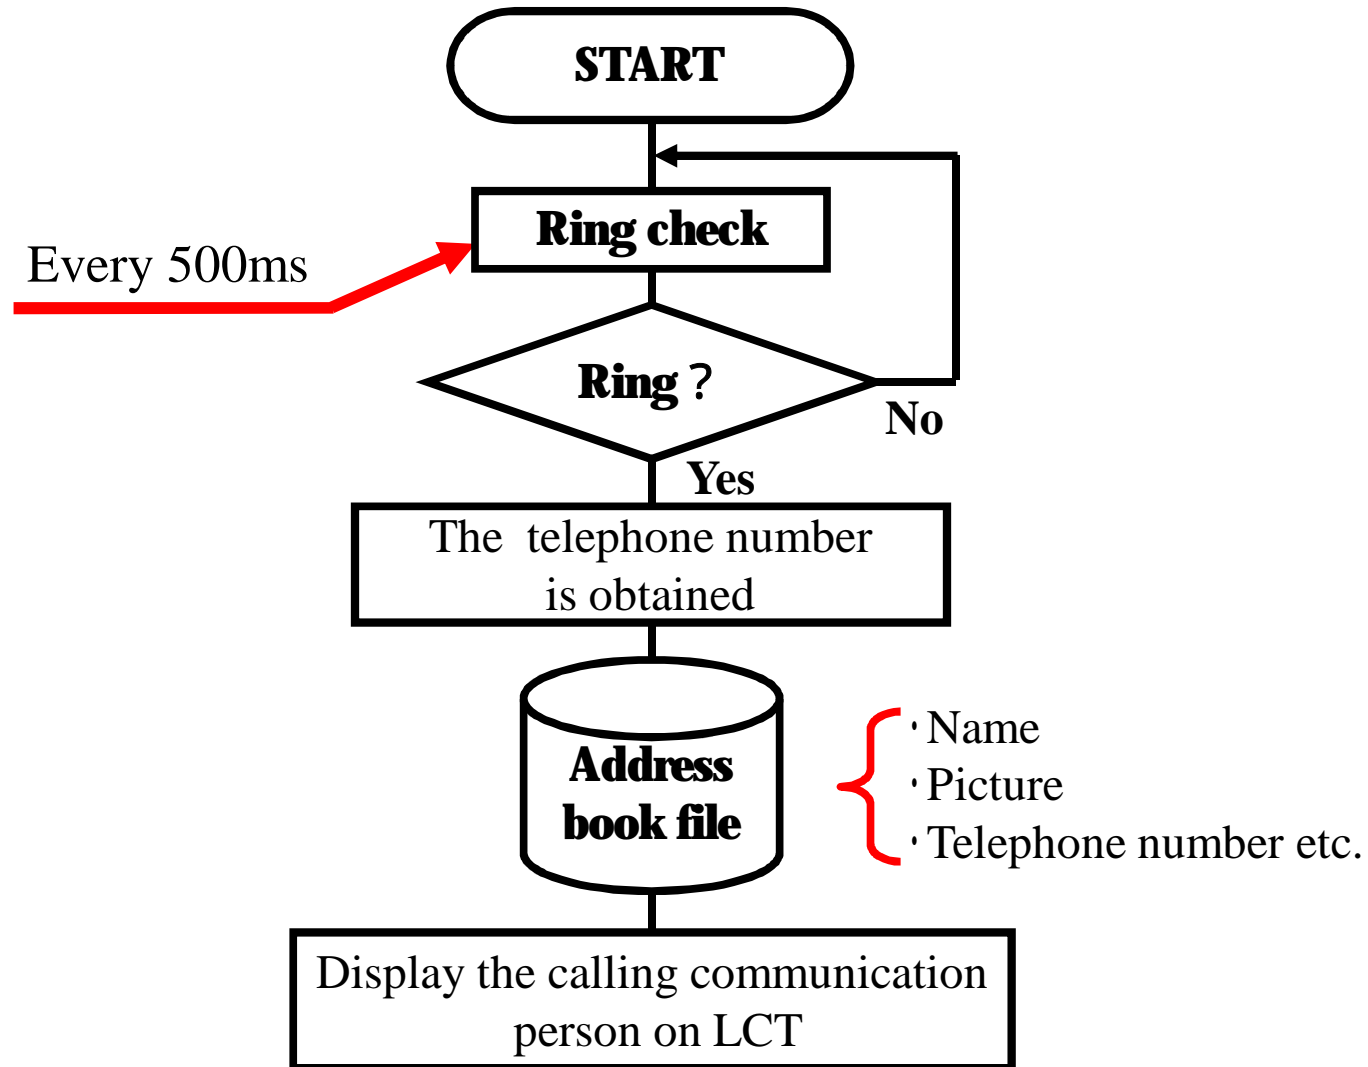 START
Ring check
Every 500ms
Ring ?
No
Yes
The telephone number
is obtained
Address
book file
・Name
・Picture
・Telephone number etc.
Display the calling communication
person on LCT